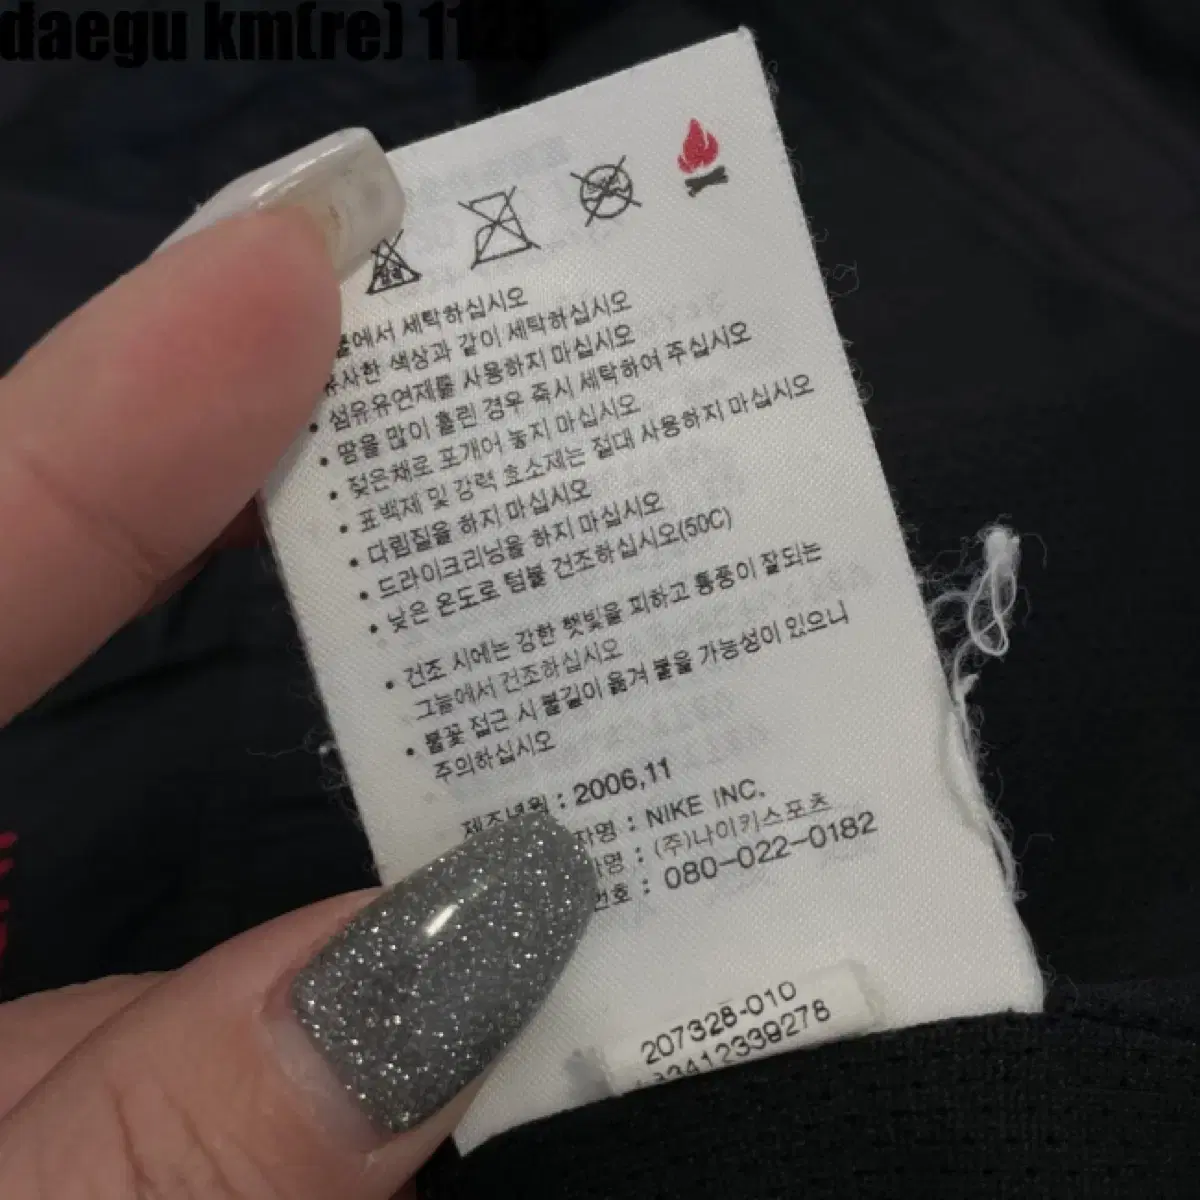 daegu km(re) 1123
에서 세탁하십시오
유사한 색상과 같이 세탁하십시오
• 섬유유연제를 사용하지 마십시오
• 땀을 많이 흘린 경우 즉시 세탁하여 주십시오
• 젖은채로 포개어 놓지 마십시오
• 표백제 및 강력 효소제는 절대 사용하지 마십시오
• 다림질을 하지 마십시오
• 드라이크리닝을 하지 마십시오
• 낮은 온도로 텀블 건조하십시오(50C)
• 건조 시에는 강한 햇빛을 피하고 통풍이 잘되는
그늘에서 건조하십시오
• 불꽃 접근 시 불길이 옮겨 붙을 가능성이 있으니
주의하십시오
제조년월 : 2006.11
자명 : NIKE INC.
명 : (주)나이키스포츠
번호 : 080-022-0182
207328-010
33412339278